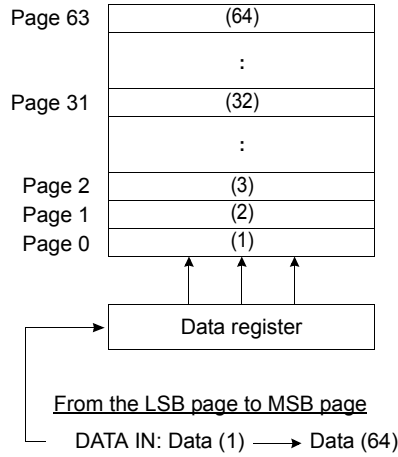 Page 63 (64)
:
Page 31 (32)
:
Page 2 (3)
Page 1 (2)
Page 0 (1)
Data register
From the LSB page to MSB page
DATA IN: Data (1) Data (64)